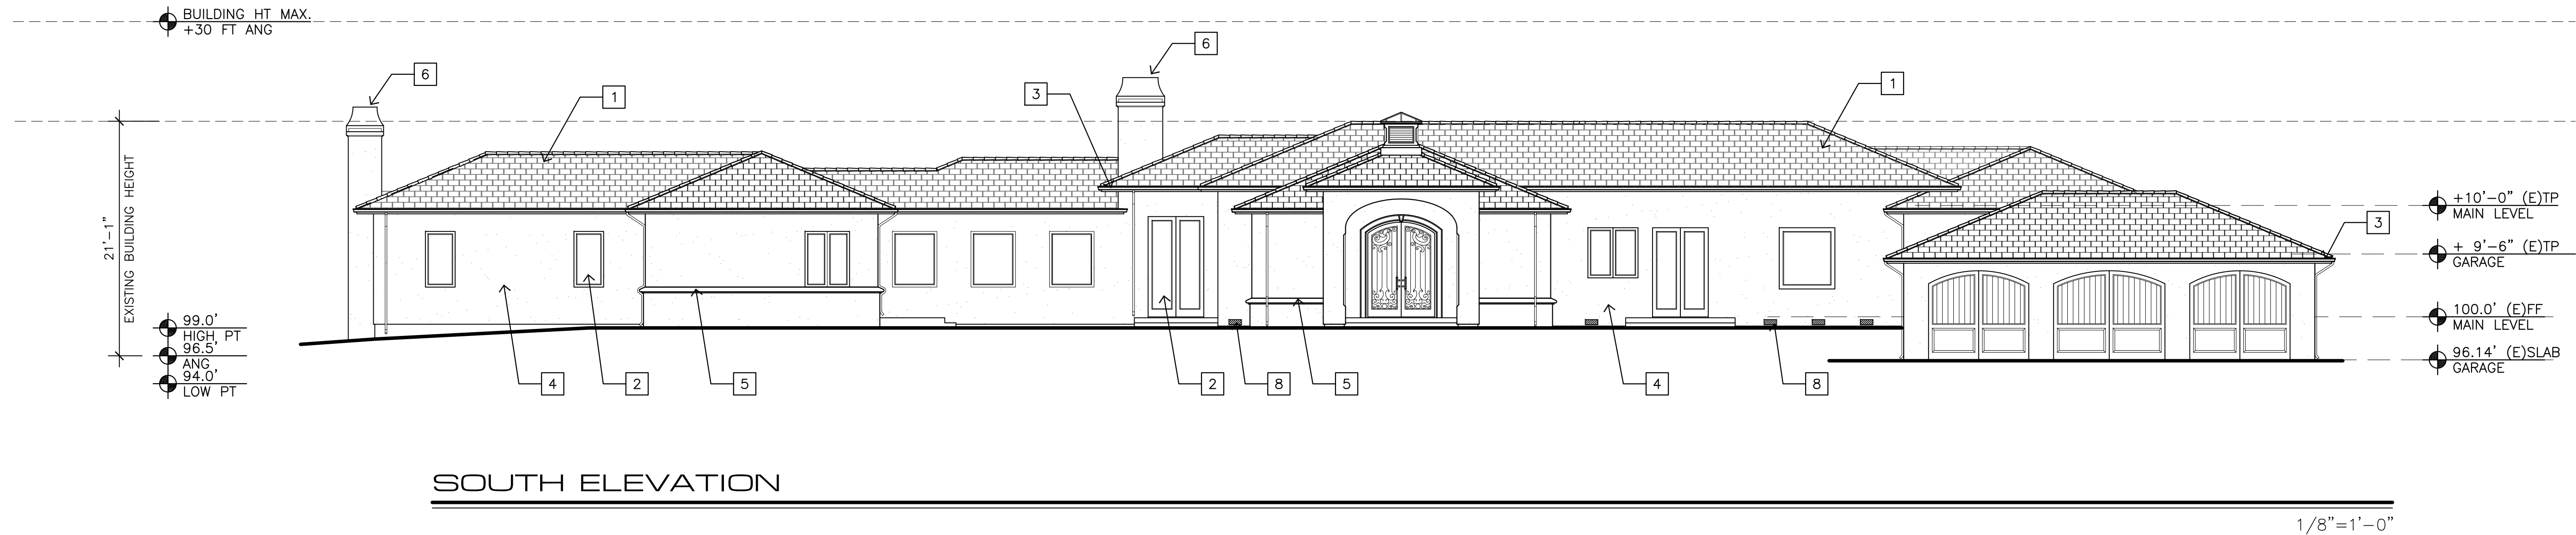 BUILDING HT MAX.
+30 FT ANG
6
6
1
3
1
21'-1"
EXISTING BUILDING HEIGHT
+10'-0" (E)TP
MAIN LEVEL
3
+ 9'-6" (E)TP
GARAGE
99.0'
HIGH PT
96.5'
ANG
94.0'
LOW PT
100.0' (E)FF
MAIN LEVEL
96.14' (E)SLAB
GARAGE
4
2
5
2
8
5
4
8
SOUTH ELEVATION
1/8"=1'-0"